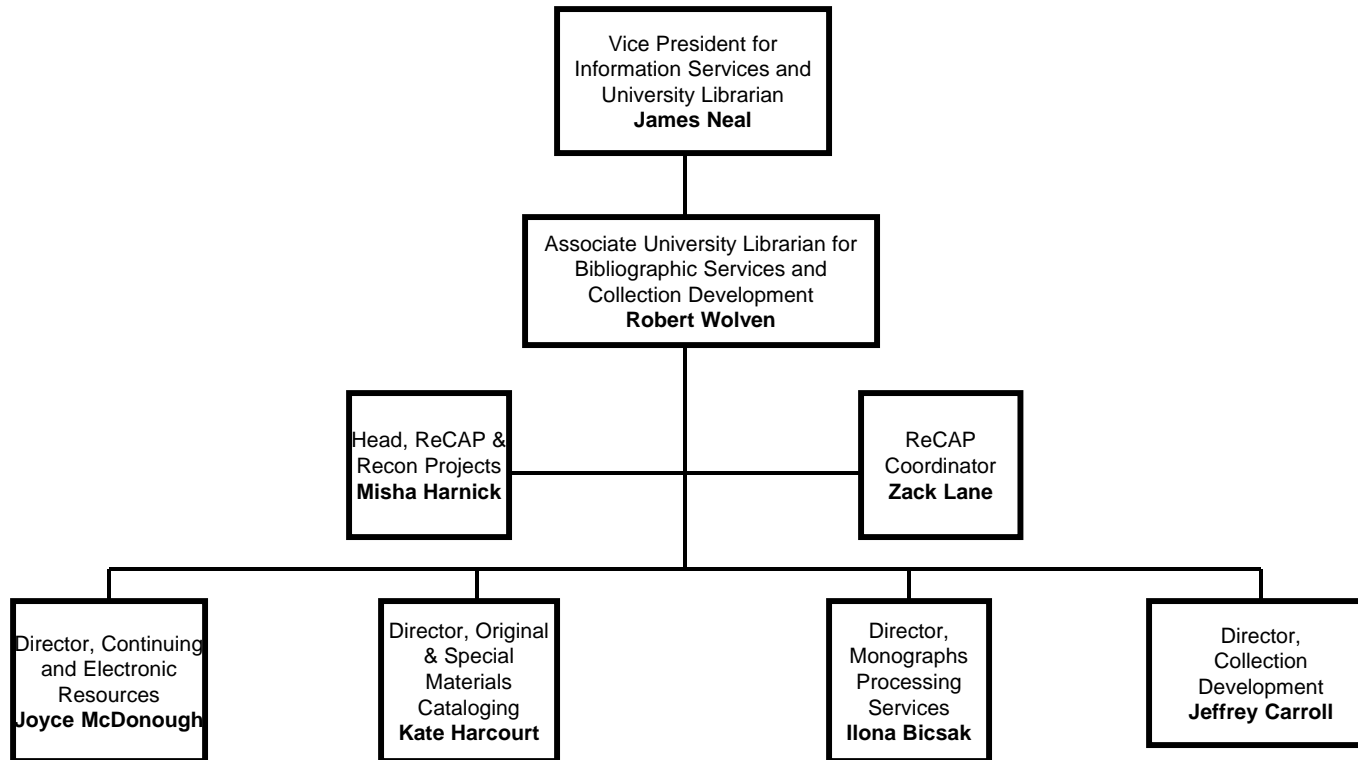 Vice President for
Information Services and
University Librarian
James Neal
Associate University Librarian for
Bibliographic Services and
Collection Development
Robert Wolven
Head, ReCAP &
Recon Projects
Misha Harnick
ReCAP
Coordinator
Zack Lane
Director, Continuing
and Electronic
Resources
Joyce McDonough
Director, Original
& Special
Materials
Cataloging
Kate Harcourt
Director,
Monographs
Processing
Services
Ilona Bicsak
Director,
Collection
Development
Jeffrey Carroll